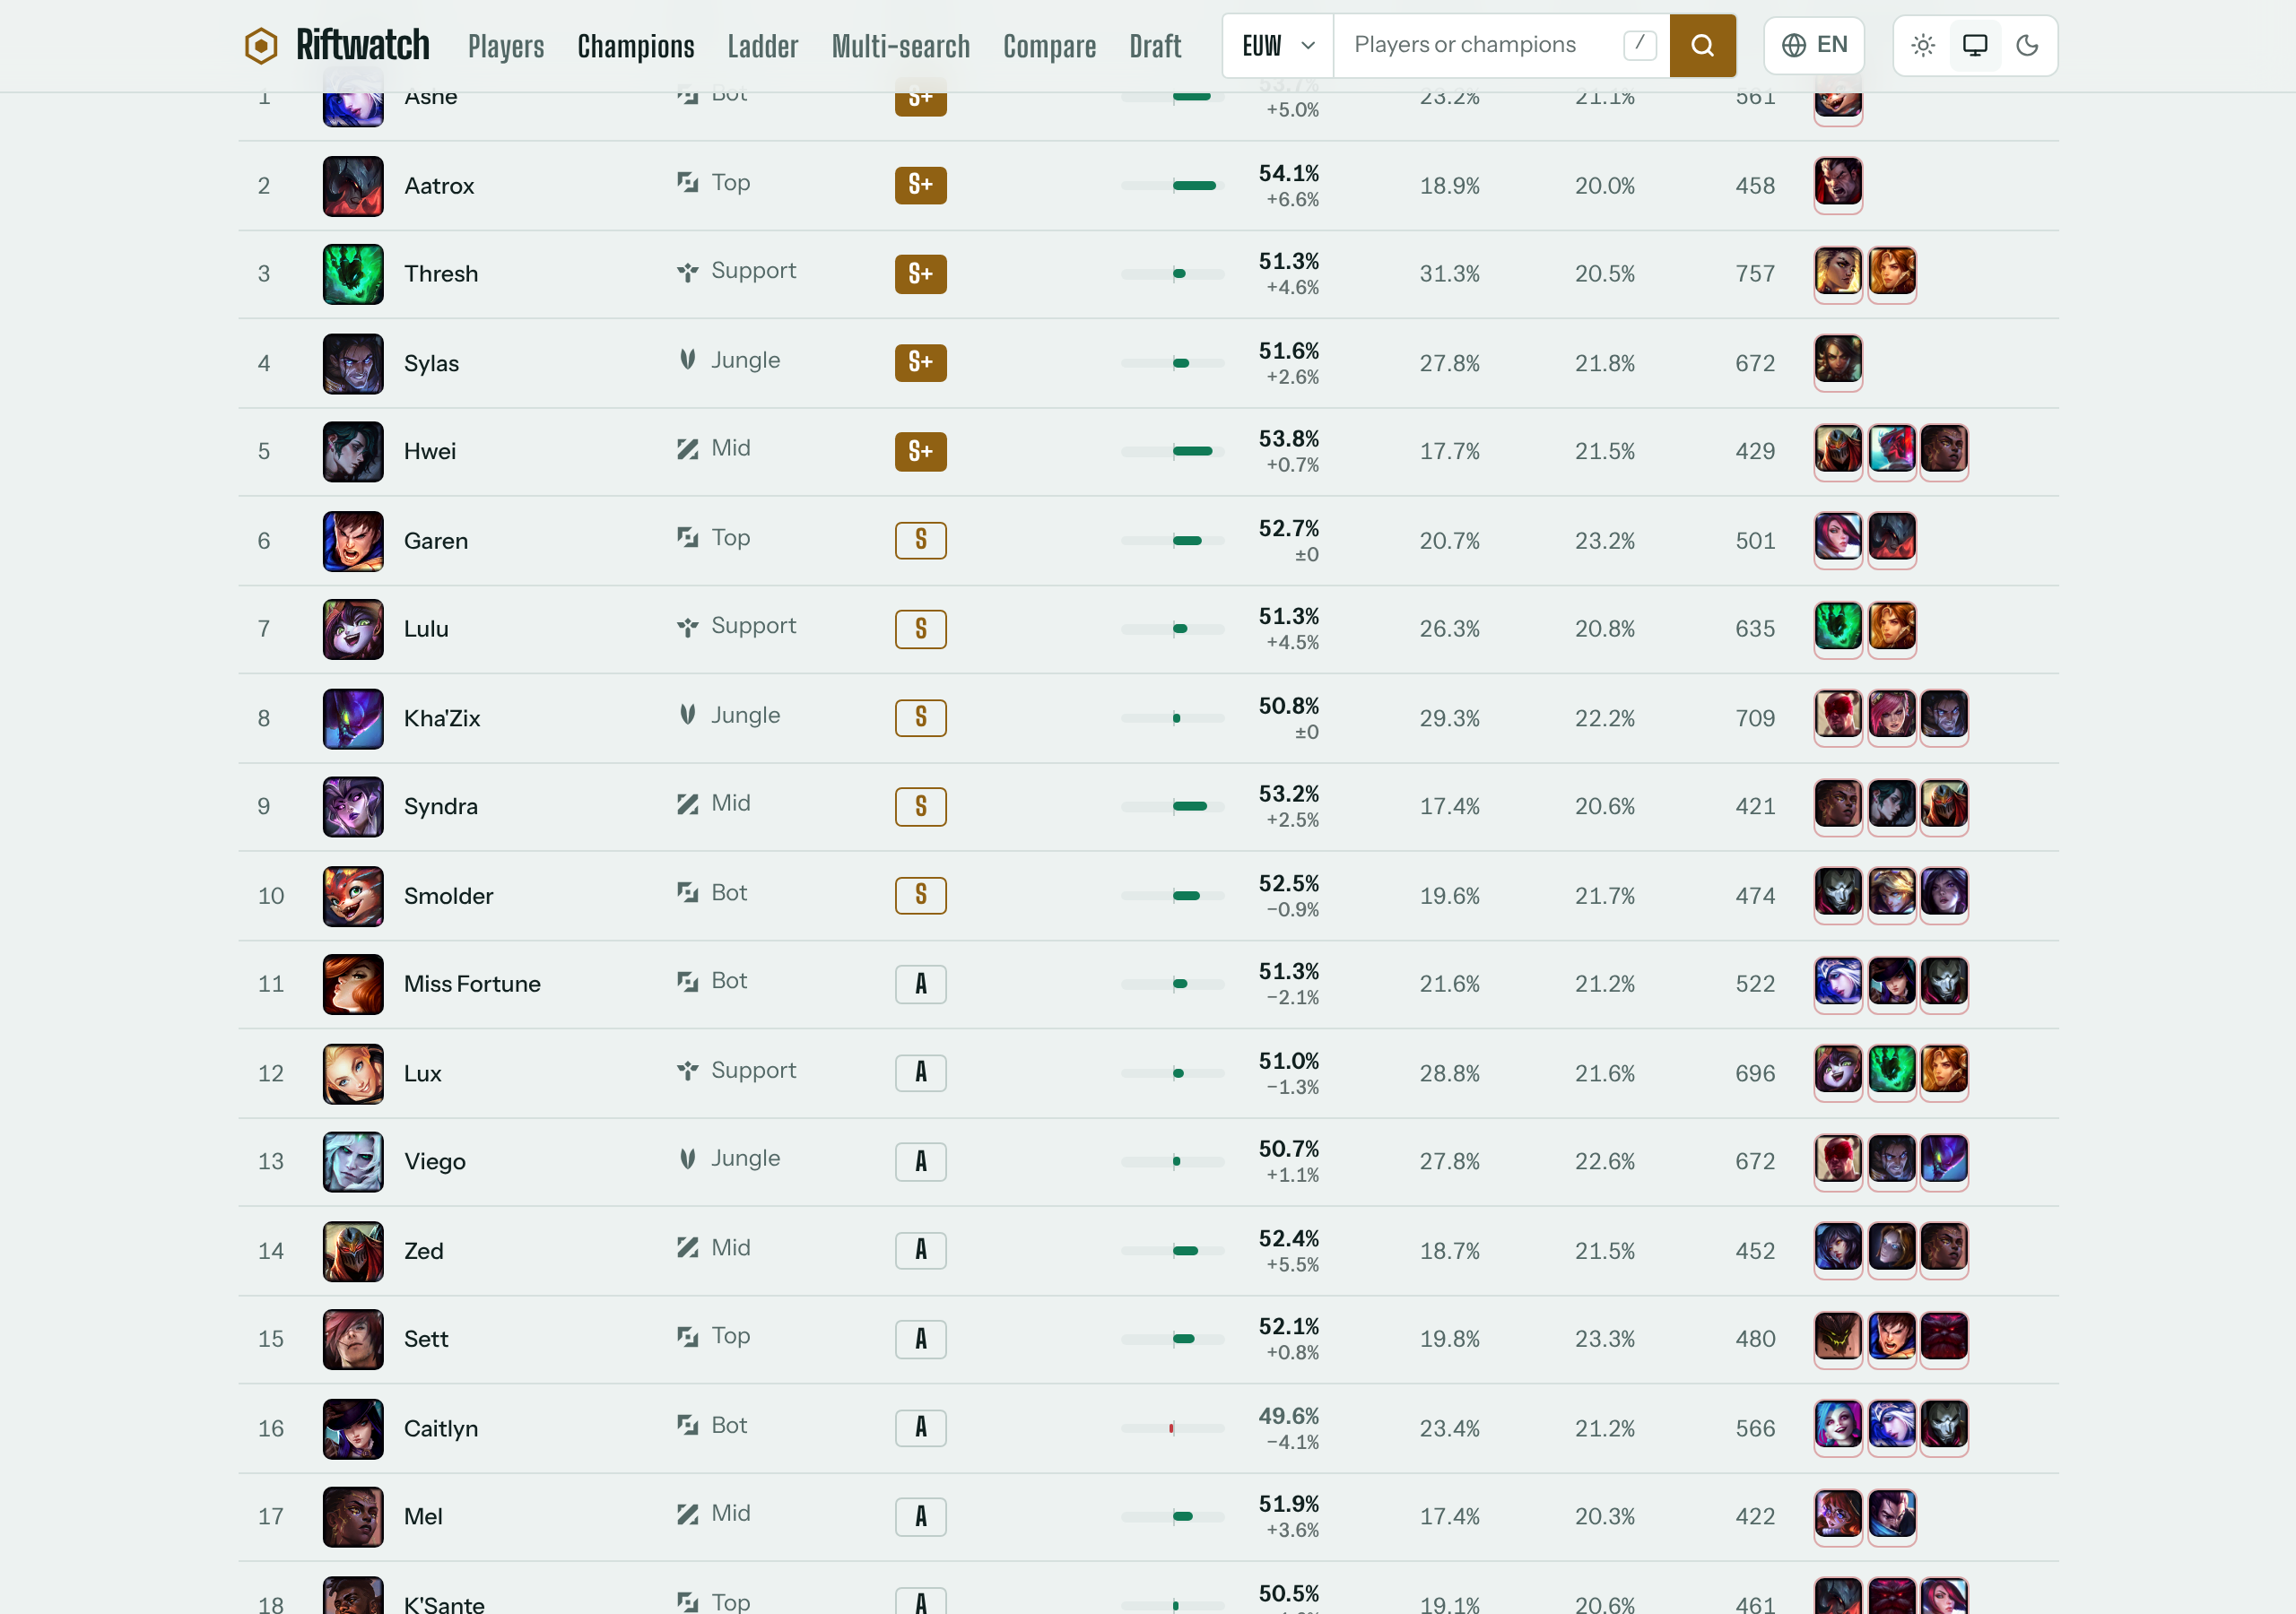 Riftwatch Players Champions Ladder Multi-search Compare Draft EUW Players or champions / EN
1 Ashe Bot S+ 53.7% 23.2% 21.1% 561
+5.0%
2 Aatrox Top S+ 54.1% 18.9% 20.0% 458
+6.6%
3 Thresh Support S+ 51.3% 31.3% 20.5% 757
+4.6%
4 Sylas Jungle S+ 51.6% 27.8% 21.8% 672
+2.6%
5 Hwei Mid S+ 53.8% 17.7% 21.5% 429
+0.7%
6 Garen Top S 52.7% 20.7% 23.2% 501
±0
7 Lulu Support S 51.3% 26.3% 20.8% 635
+4.5%
8 Kha'Zix Jungle S 50.8% 29.3% 22.2% 709
±0
9 Syndra Mid S 53.2% 17.4% 20.6% 421
+2.5%
10 Smolder Bot S 52.5% 19.6% 21.7% 474
−0.9%
11 Miss Fortune Bot A 51.3% 21.6% 21.2% 522
−2.1%
12 Lux Support A 51.0% 28.8% 21.6% 696
−1.3%
13 Viego Jungle A 50.7% 27.8% 22.6% 672
+1.1%
14 Zed Mid A 52.4% 18.7% 21.5% 452
+5.5%
15 Sett Top A 52.1% 19.8% 23.3% 480
+0.8%
16 Caitlyn Bot A 49.6% 23.4% 21.2% 566
−4.1%
17 Mel Mid A 51.9% 17.4% 20.3% 422
+3.6%
18 K'Sante Top A 50.5% 19.1% 20.6% 461